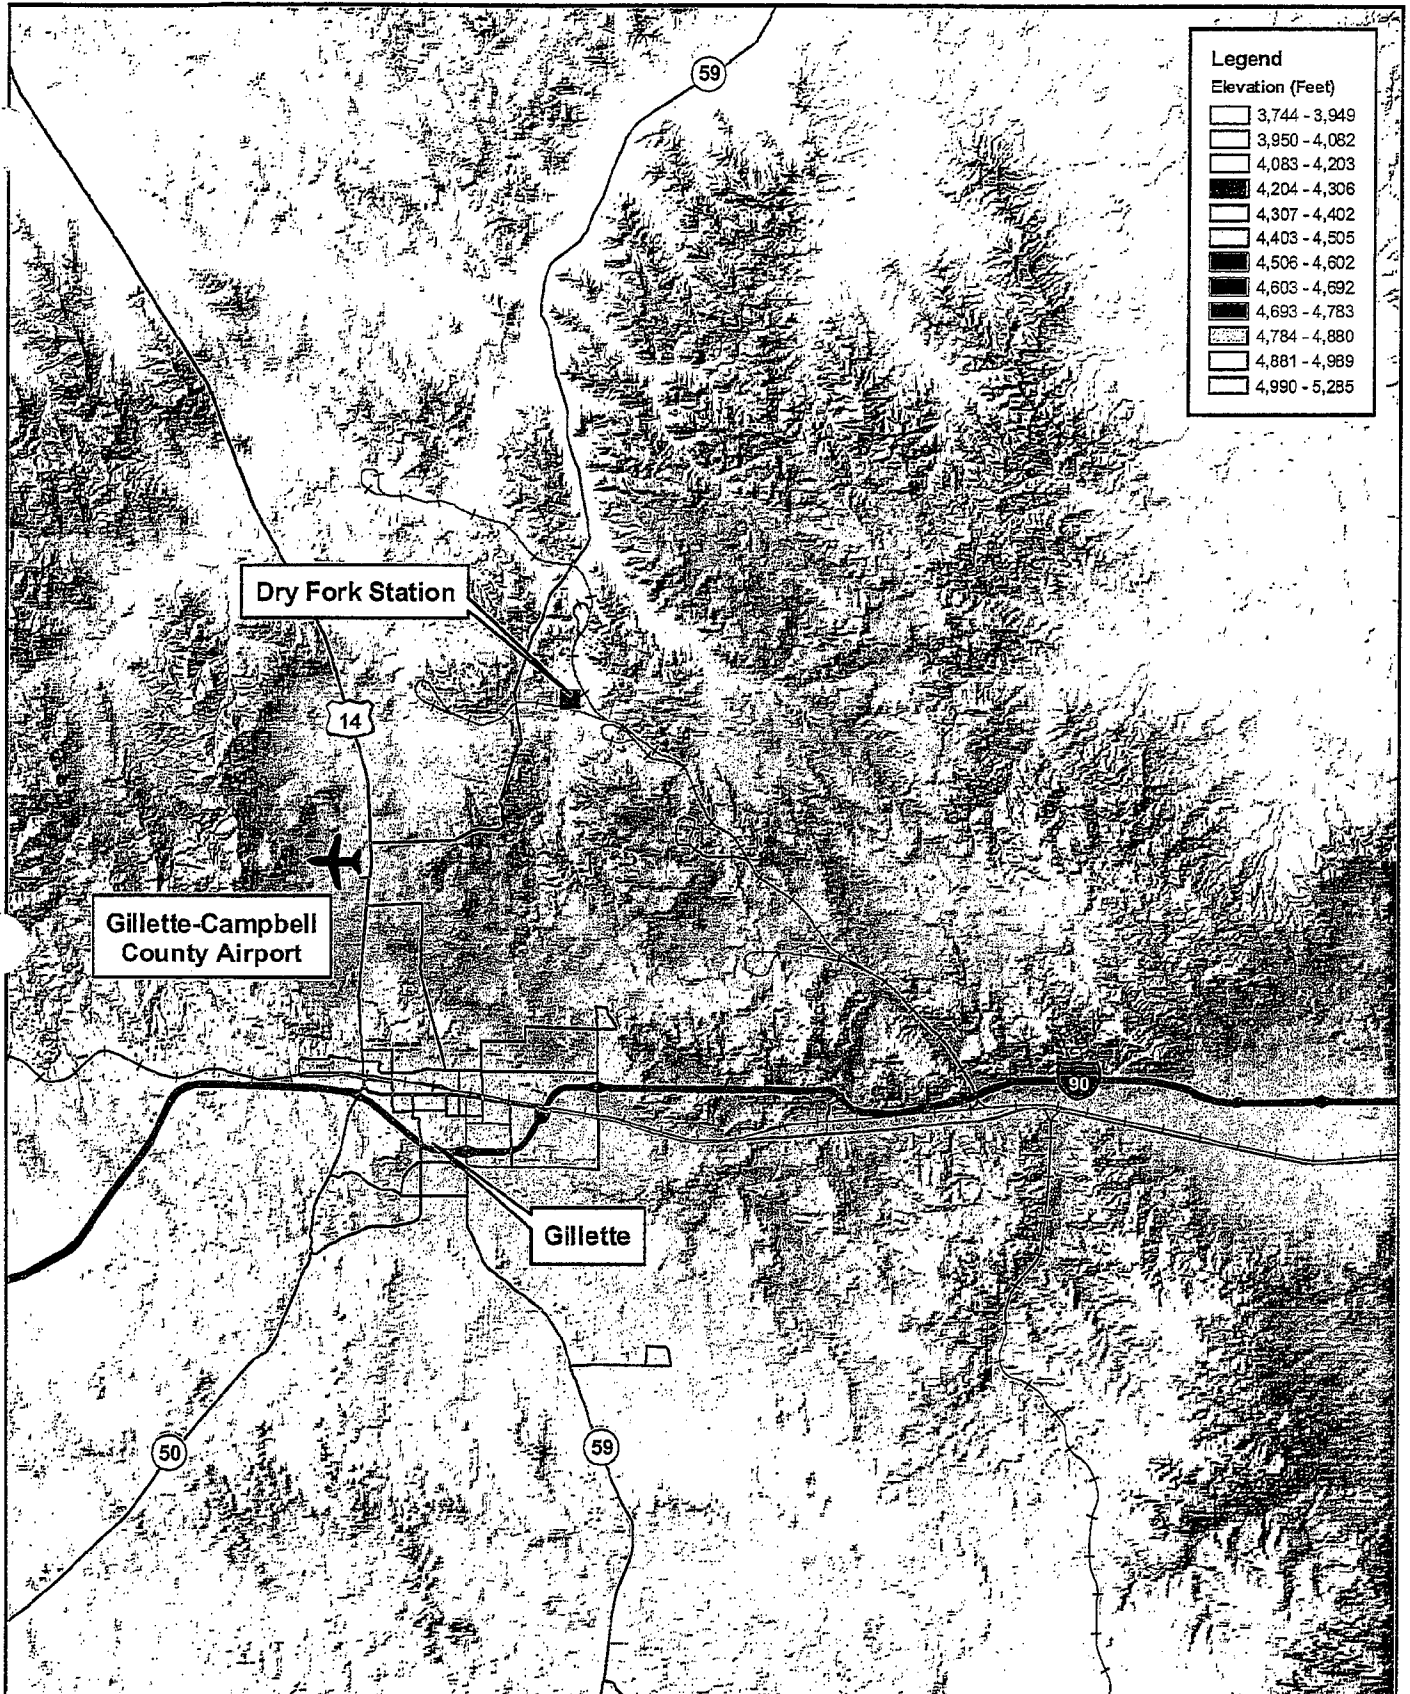 59
Legend
Elevation (Feet)
3,744 - 3,949
3,950 - 4,082
4,083 - 4,203
4,204 - 4,306
4,307 - 4,402
4,403 - 4,505
4,506 - 4,602
4,603 - 4,692
4,693 - 4,783
4,784 - 4,880
4,881 - 4,989
4,990 - 5,285
Dry Fork Station
14
Gillette-Campbell
County Airport
90
Gillette
50
59